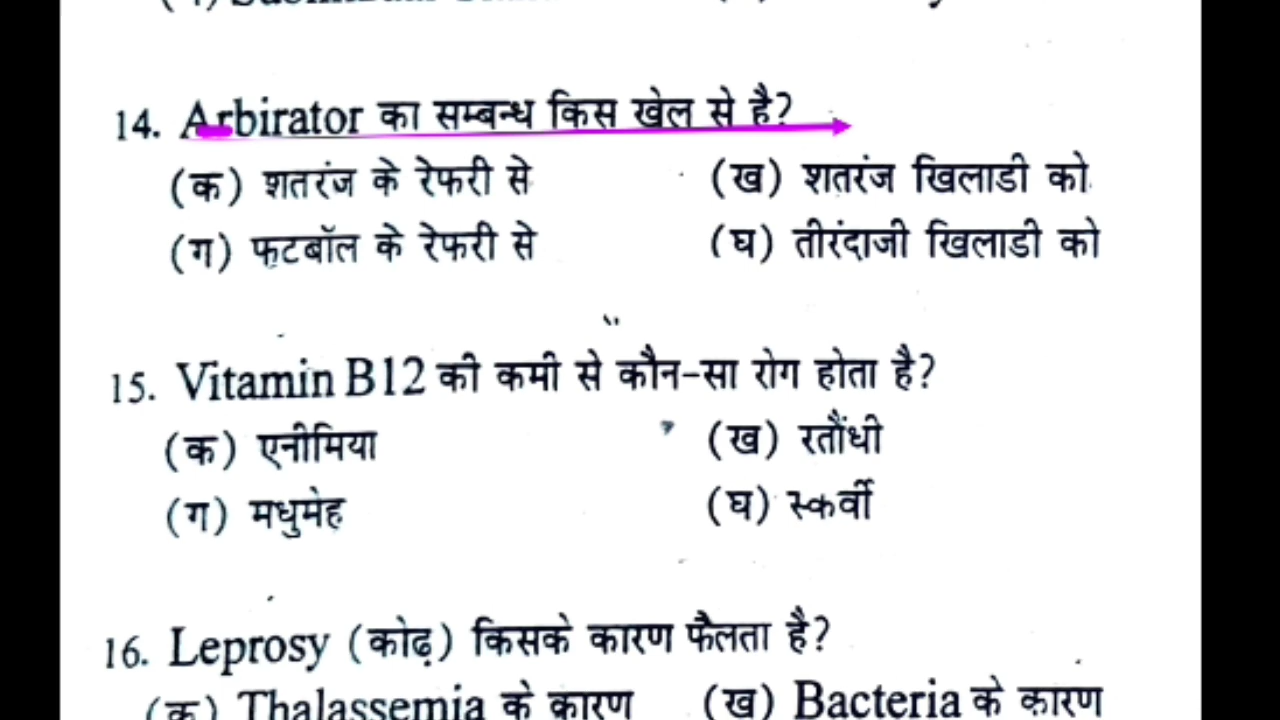 14. Arbirator का सम्बन्ध किस खेल से है?
(क) शतरंज के रेफरी से (ख) शतरंज खिलाडी को
(ग) फुटबॉल के रेफरी से (घ) तीरंदाजी खिलाडी को
15. Vitamin B12 की कमी से कौन-सा रोग होता है?
(क) एनीमिया (ख) रतौंधी
(ग) मधुमेह (घ) स्कर्वी
16. Leprosy (कोढ़) किसके कारण फैलता है?
(क) Thalassemia के कारण (ख) Bacteria के कारण